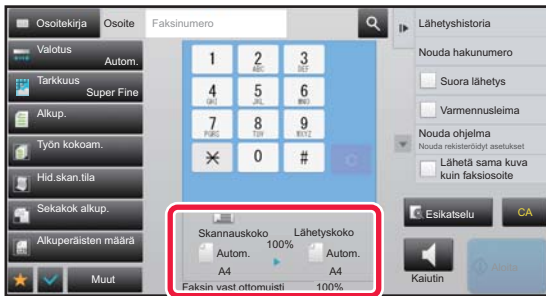 Osoitekirja
Osoite
Faksinumero
Lähetyshistoria
Valotus
Autom.
Tarkkuus
Super Fine
Alkup.
Työn kokoam.
Hid.skan.tila
Sekakok alkup.
Alkuperäisten määrä
Muut
1
2
ABC
3
DEF
4
GHI
5
JKL
6
MNO
7
PQRS
8
TUV
9
WXYZ
0
#
C
Skannauskoko
Lähetyskoko
100%
Autom.
Autom.
A4
A4
Faksin vast ottomuisti
100%
Nouda hakunumero
Suora lähetys
Varmennusleima
Nouda ohjelma
Nouda rekisteröidyt asetukset
Lähetä sama kuva
kuin faksiosoite
Esikatselu
CA
Kaiutin
Aloita